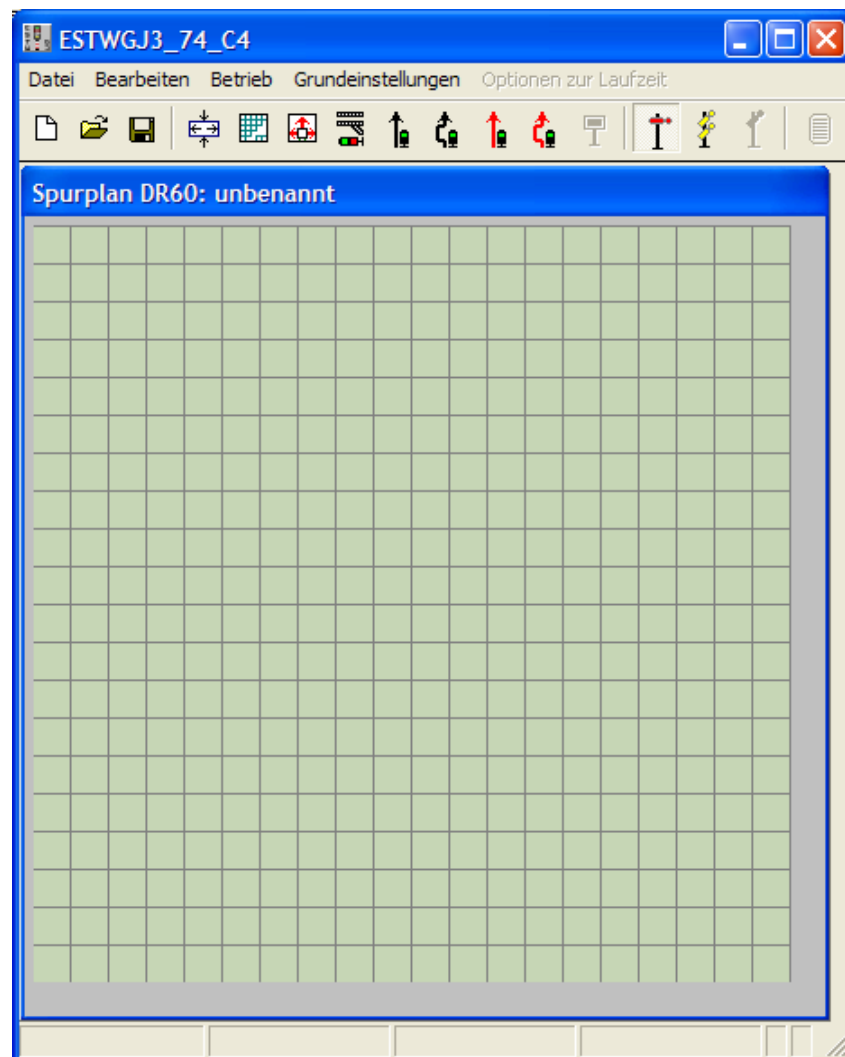 ESTWGJ3_74_C4
Datei Bearbeiten Betrieb Grundeinstellungen Optionen zur Laufzeit
Spurplan DR60: unbenannt